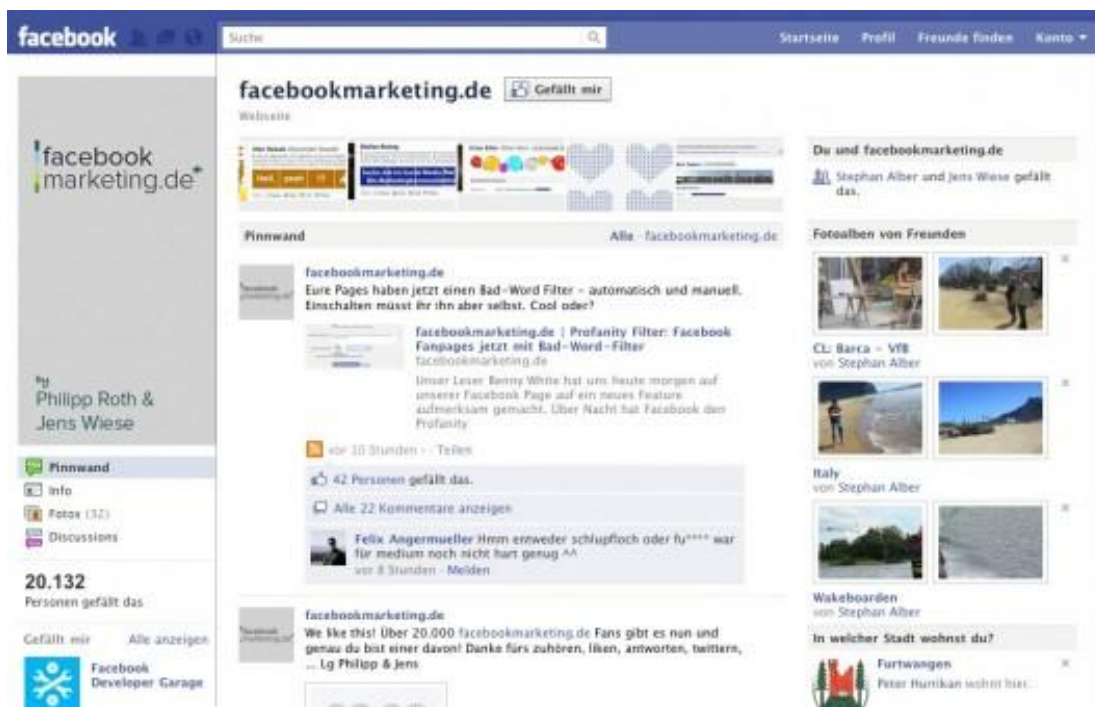 facebook
Suche
Startseite Profil Freunde finden Konto
facebook
marketing.de+
by
Philipp Roth &
Jens Wiese
Pinnwand
Info
Fotos (32)
Discussions
20.132
Personen gefällt das
Gefällt mir Alle anzeigen
Facebook
Developer Garage
facebookmarketing.de Gefällt mir
Webseite
Pinnwand Alle · facebookmarketing.de
facebookmarketing.de
Eure Pages haben jetzt einen Bad-Word Filter – automatisch und manuell.
Einschalten müsst ihr ihn aber selbst. Cool oder?
facebookmarketing.de | Profanity Filter: Facebook
Fanpages jetzt mit Bad-Word-Filter
facebookmarketing.de
Unser Leser Benny White hat uns heute morgen auf
unserer Facebook Page auf ein neues Feature
aufmerksam gemacht. Über Nacht hat Facebook den
Profanity
vor 10 Stunden · Teilen
42 Personen gefällt das.
Alle 22 Kommentare anzeigen
Felix Angermueller Hmm entweder schlupfloch oder fu**** war
für medium noch nicht hart genug ^^
vor 8 Stunden · Melden
facebookmarketing.de
We like this! Über 20.000 facebookmarketing.de Fans gibt es nun und
genau du bist einer davon! Danke fürs zuhören, liken, antworten, twittern,
... Lg Philipp & Jens
Du und facebookmarketing.de
Stephan Alber und Jens Wiese gefällt
das.
Fotoalben von Freunden
CL: Barca – VfB
von Stephan Alber
Italy
von Stephan Alber
Wakeboarden
von Stephan Alber
In welcher Stadt wohnst du?
Furtwangen
Peter Hurrikan wohnt hier.